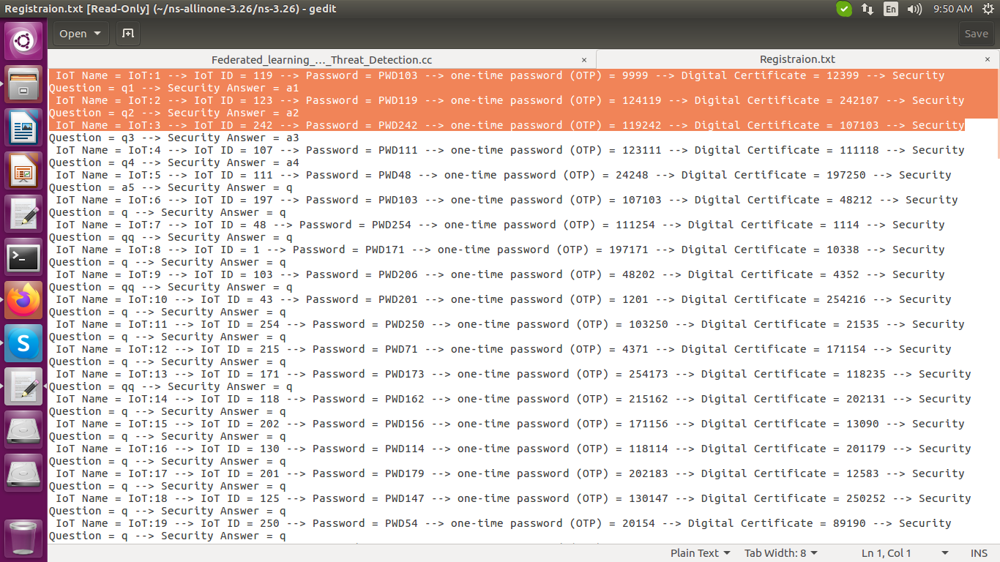 Registraion.txt [Read-Only] (~/ns-allinone-3.26/ns-3.26) - gedit
En
9:50 AM
Open
Save
Federated_learning_..._Threat_Detection.cc ×
Registraion.txt ×
IoT Name = IoT:1 --> IoT ID = 119 --> Password = PWD103 --> one-time password (OTP) = 9999 --> Digital Certificate = 12399 --> Security
Question = q1 --> Security Answer = a1
IoT Name = IoT:2 --> IoT ID = 123 --> Password = PWD119 --> one-time password (OTP) = 124119 --> Digital Certificate = 242107 --> Security
Question = q2 --> Security Answer = a2
IoT Name = IoT:3 --> IoT ID = 242 --> Password = PWD242 --> one-time password (OTP) = 119242 --> Digital Certificate = 107103 --> Security
Question = q3 --> Security Answer = a3
IoT Name = IoT:4 --> IoT ID = 107 --> Password = PWD111 --> one-time password (OTP) = 123111 --> Digital Certificate = 111118 --> Security
Question = q4 --> Security Answer = a4
IoT Name = IoT:5 --> IoT ID = 111 --> Password = PWD48 --> one-time password (OTP) = 24248 --> Digital Certificate = 197250 --> Security
Question = a5 --> Security Answer = q
IoT Name = IoT:6 --> IoT ID = 197 --> Password = PWD103 --> one-time password (OTP) = 107103 --> Digital Certificate = 48212 --> Security
Question = q --> Security Answer = q
IoT Name = IoT:7 --> IoT ID = 48 --> Password = PWD254 --> one-time password (OTP) = 111254 --> Digital Certificate = 1114 --> Security
Question = qq --> Security Answer = q
IoT Name = IoT:8 --> IoT ID = 1 --> Password = PWD171 --> one-time password (OTP) = 197171 --> Digital Certificate = 10338 --> Security
Question = q --> Security Answer = q
IoT Name = IoT:9 --> IoT ID = 103 --> Password = PWD206 --> one-time password (OTP) = 48202 --> Digital Certificate = 4352 --> Security
Question = qq --> Security Answer = q
IoT Name = IoT:10 --> IoT ID = 43 --> Password = PWD201 --> one-time password (OTP) = 1201 --> Digital Certificate = 254216 --> Security
Question = q --> Security Answer = q
IoT Name = IoT:11 --> IoT ID = 254 --> Password = PWD250 --> one-time password (OTP) = 103250 --> Digital Certificate = 21535 --> Security
Question = q --> Security Answer = q
IoT Name = IoT:12 --> IoT ID = 215 --> Password = PWD71 --> one-time password (OTP) = 4371 --> Digital Certificate = 171154 --> Security
Question = q --> Security Answer = q
IoT Name = IoT:13 --> IoT ID = 171 --> Password = PWD173 --> one-time password (OTP) = 254173 --> Digital Certificate = 118235 --> Security
Question = qq --> Security Answer = q
IoT Name = IoT:14 --> IoT ID = 118 --> Password = PWD162 --> one-time password (OTP) = 215162 --> Digital Certificate = 202131 --> Security
Question = q --> Security Answer = q
IoT Name = IoT:15 --> IoT ID = 202 --> Password = PWD156 --> one-time password (OTP) = 171156 --> Digital Certificate = 13090 --> Security
Question = q --> Security Answer = q
IoT Name = IoT:16 --> IoT ID = 130 --> Password = PWD114 --> one-time password (OTP) = 118114 --> Digital Certificate = 201179 --> Security
Question = q --> Security Answer = q
IoT Name = IoT:17 --> IoT ID = 201 --> Password = PWD179 --> one-time password (OTP) = 202183 --> Digital Certificate = 12583 --> Security
Question = q --> Security Answer = q
IoT Name = IoT:18 --> IoT ID = 125 --> Password = PWD147 --> one-time password (OTP) = 130147 --> Digital Certificate = 250252 --> Security
Question = q --> Security Answer = q
IoT Name = IoT:19 --> IoT ID = 250 --> Password = PWD54 --> one-time password (OTP) = 20154 --> Digital Certificate = 89190 --> Security
Question = q --> Security Answer = q
Plain Text
Tab Width: 8
Ln 1, Col 1
INS